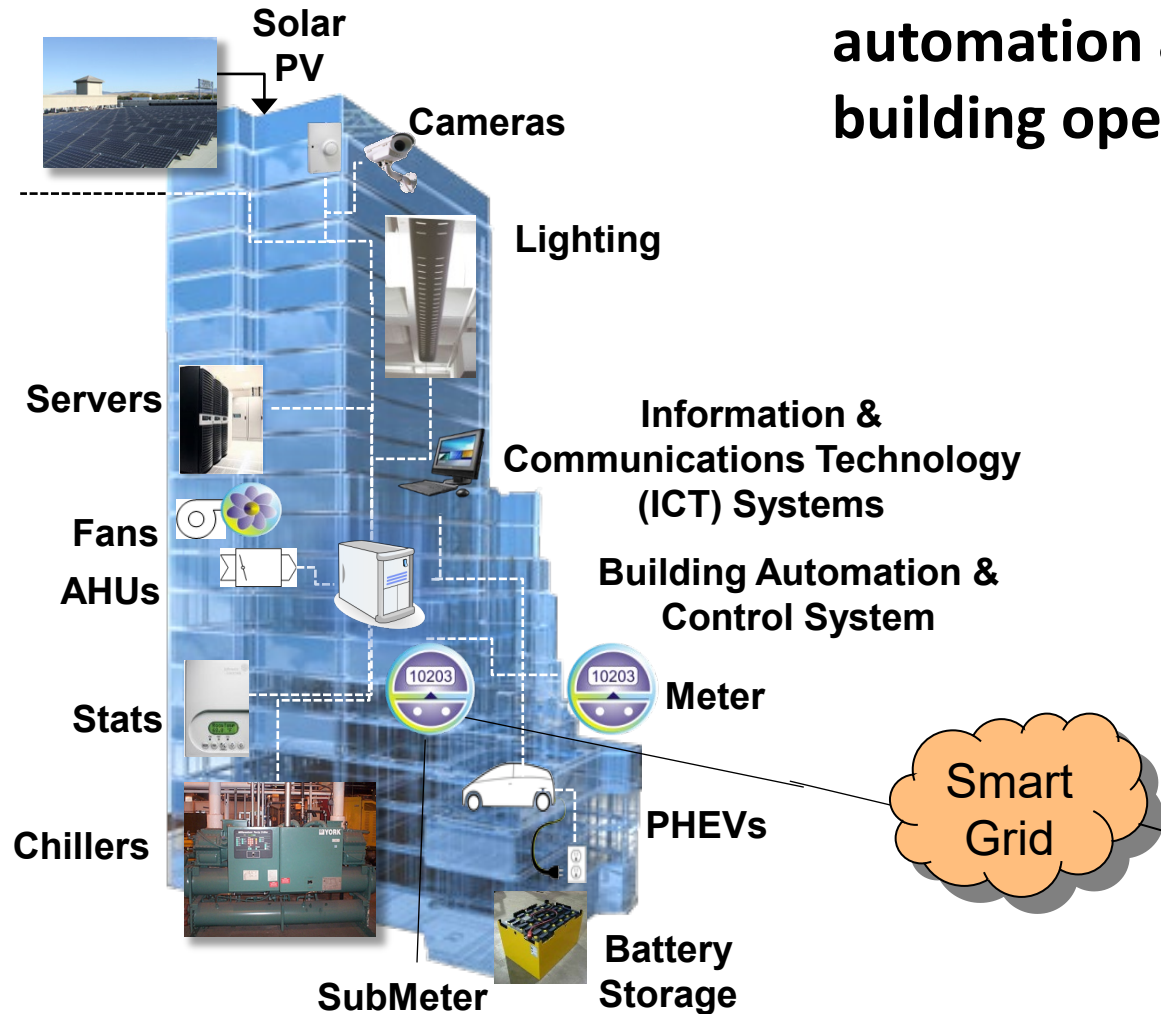 automation
building ope
Solar
PV
Cameras
Lighting
Servers
Information &
Communications Technology
(ICT) Systems
Fans
AHUs
Building Automation &
Control System
10203
10203
Meter
Stats
Smart
Grid
PHEVs
Chillers
YORK
Battery
Storage
SubMeter